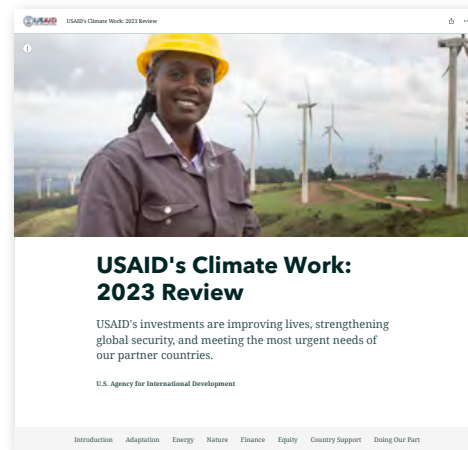 USAID USAID's Climate Work: 2023 Review
USAID's Climate Work:
2023 Review
USAID's investments are improving lives, strengthening
global security, and meeting the most urgent needs of
our partner countries.
U.S. Agency for International Development
Introduction Adaptation Energy Nature Finance Equity Country Support Doing Our Part